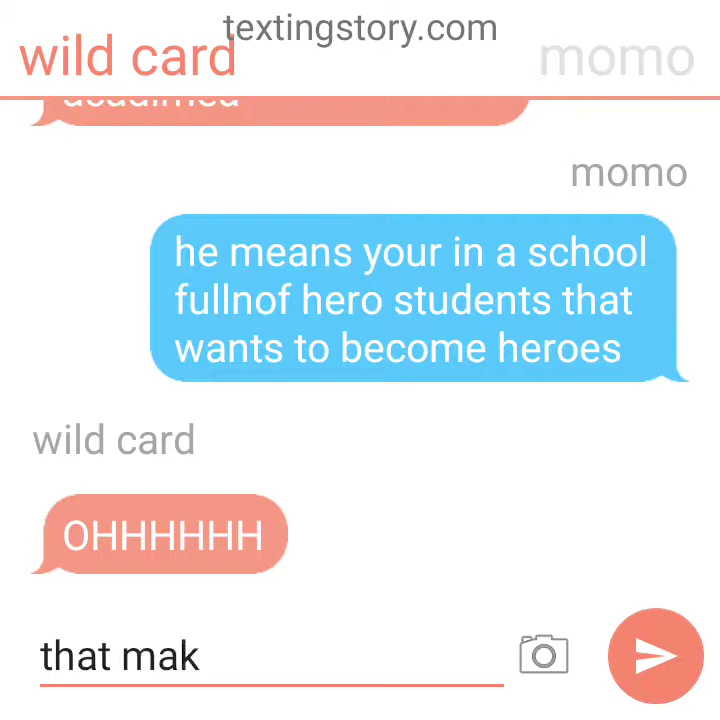 textingstory.com
wild card
momo
momo
he means your in a school
fullnof hero students that
wants to become heroes
wild card
OHHHHHH
that mak